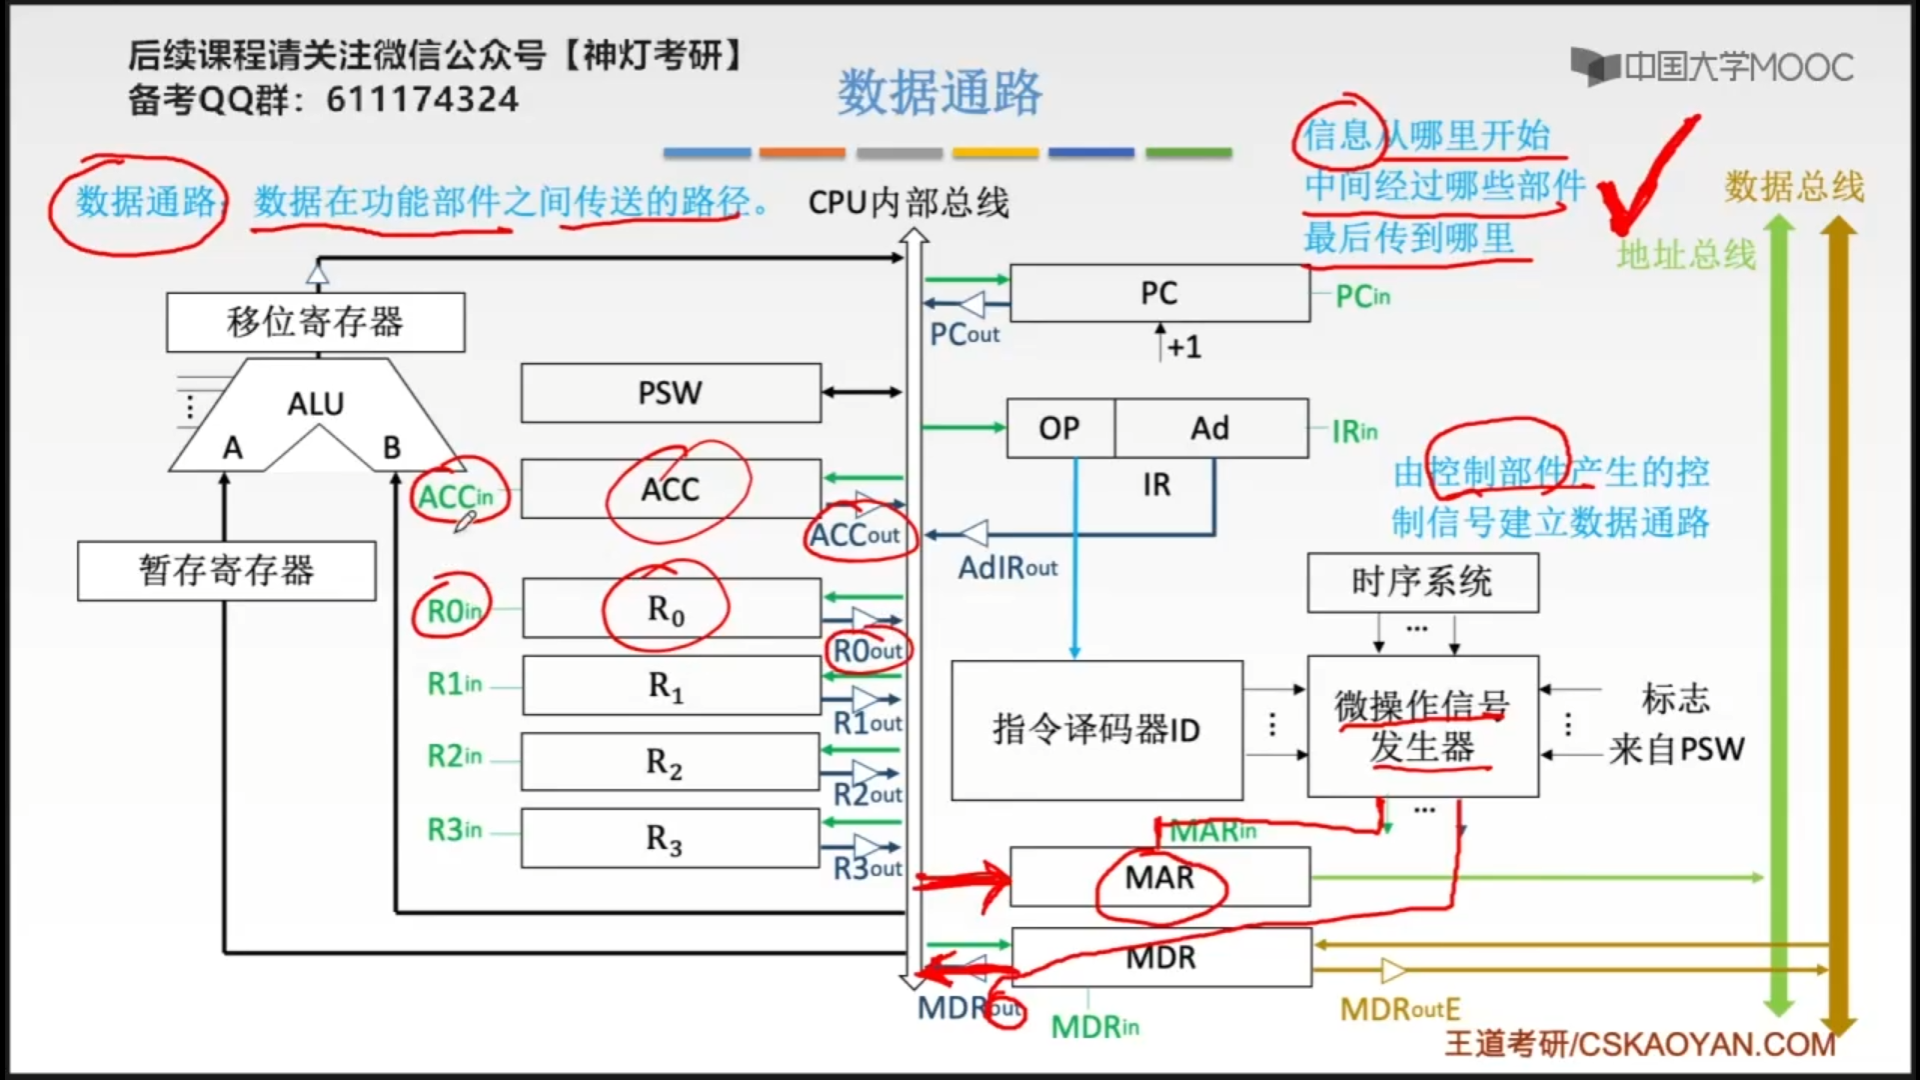 后续课程请关注微信公众号【神灯考研】
备考QQ群：611174324
中国大学MOOC
数据通路
数据通路：数据在功能部件之间传送的路径。
信息从哪里开始
中间经过哪些部件
最后传到哪里
数据总线
地址总线
CPU内部总线
移位寄存器
ALU
A
B
暂存寄存器
PSW
ACCin
ACC
ACCout
R0in
R0
R0out
R1in
R1
R1out
R2in
R2
R2out
R3in
R3
R3out
PC
PCin
PCout
+1
OP
Ad
IRin
IR
AdIRout
由控制部件产生的控
制信号建立数据通路
时序系统
...
指令译码器ID
⋮
微操作信号
发生器
⋮
标志
来自PSW
...
MARin
MAR
MDR
MDRout
MDRin
MDRoutE
王道考研/CSKAOYAN.COM